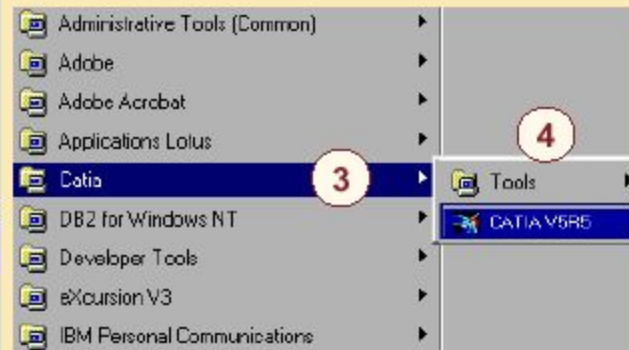 Administrative Tools (Common)
Adobe
Adobe Acrobat
Applications Lotus
4
Catia
3
Tools
DB2 for Windows NT
CATIA V5R5
Developer Tools
eXcursion V3
IBM Personal Communications